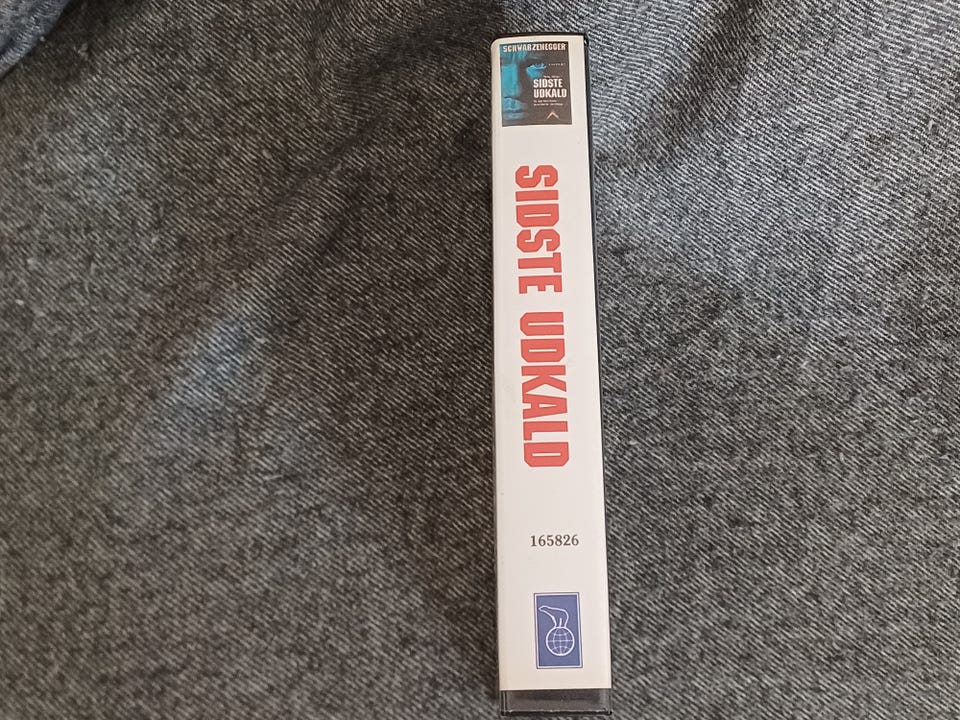 SCHWARZENEGGER
SIDSTE
UDKALD
SIDSTE UDKALD
165826